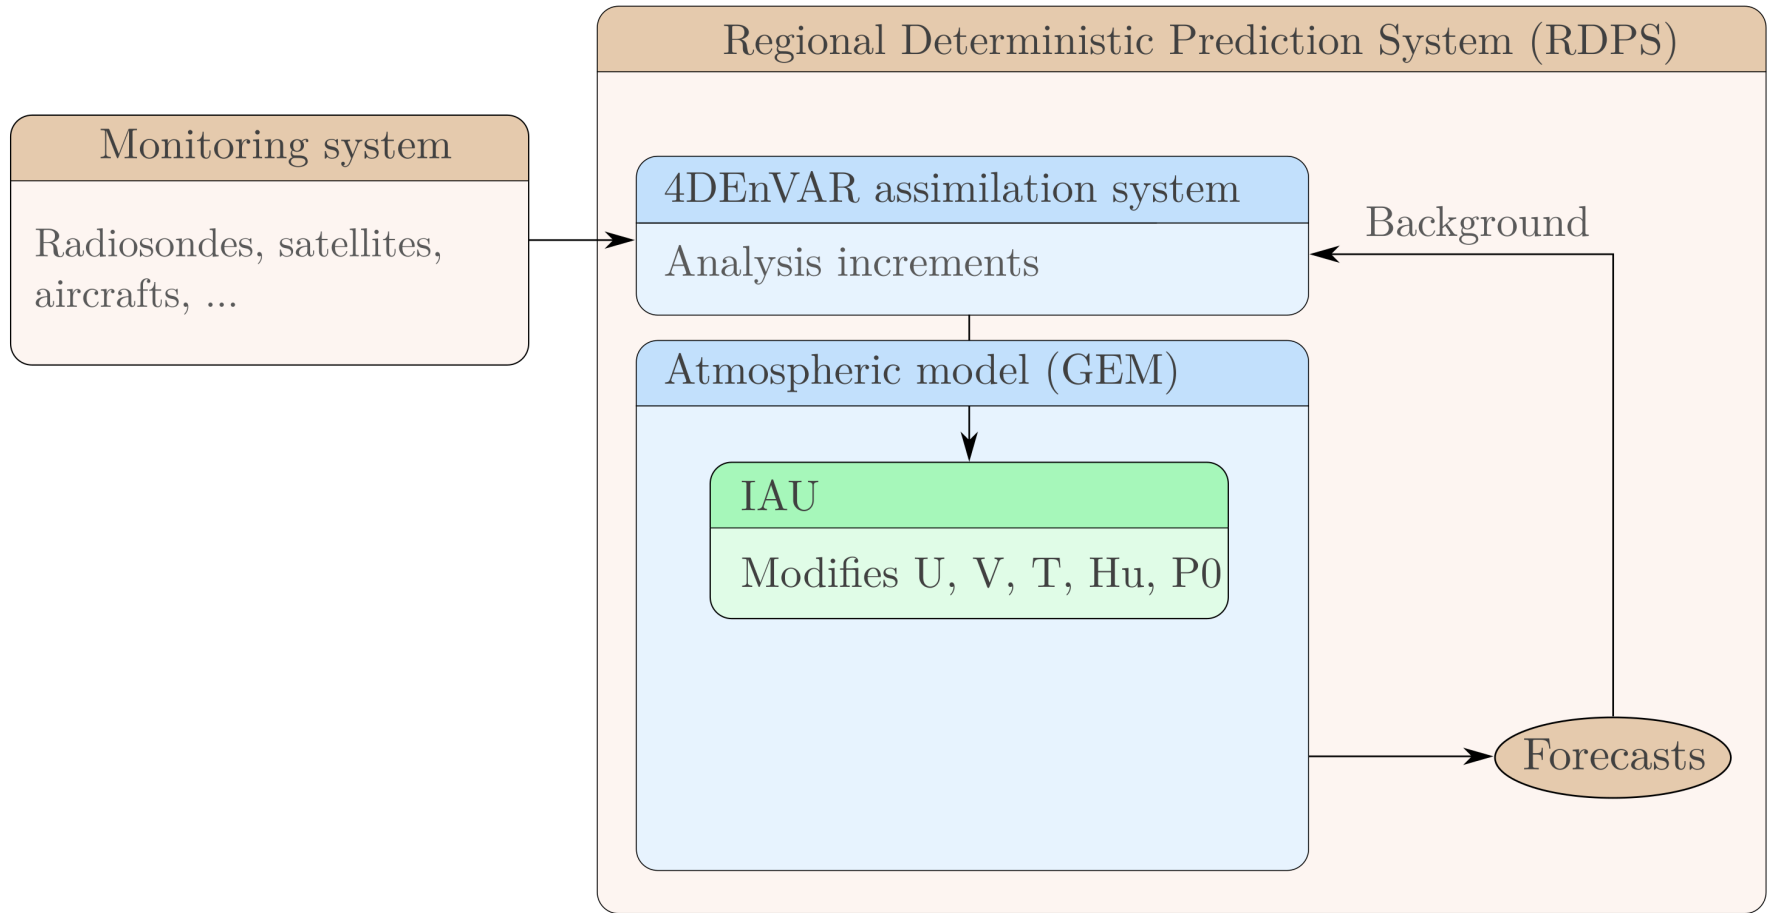 Regional Deterministic Prediction System (RDPS)
Monitoring system
Radiosondes, satellites,
aircrafts, ...
4DEnVAR assimilation system
Analysis increments
Background
Atmospheric model (GEM)
IAU
Modifies U, V, T, Hu, P0
Forecasts